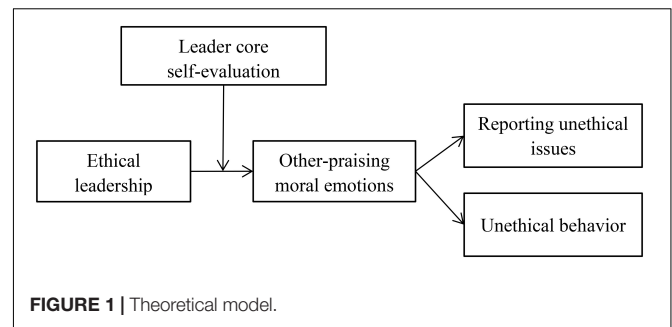 Leader core
self-evaluation
Ethical
leadership
Other-praising
moral emotions
Reporting unethical
issues
Unethical behavior
FIGURE 1 | Theoretical model.